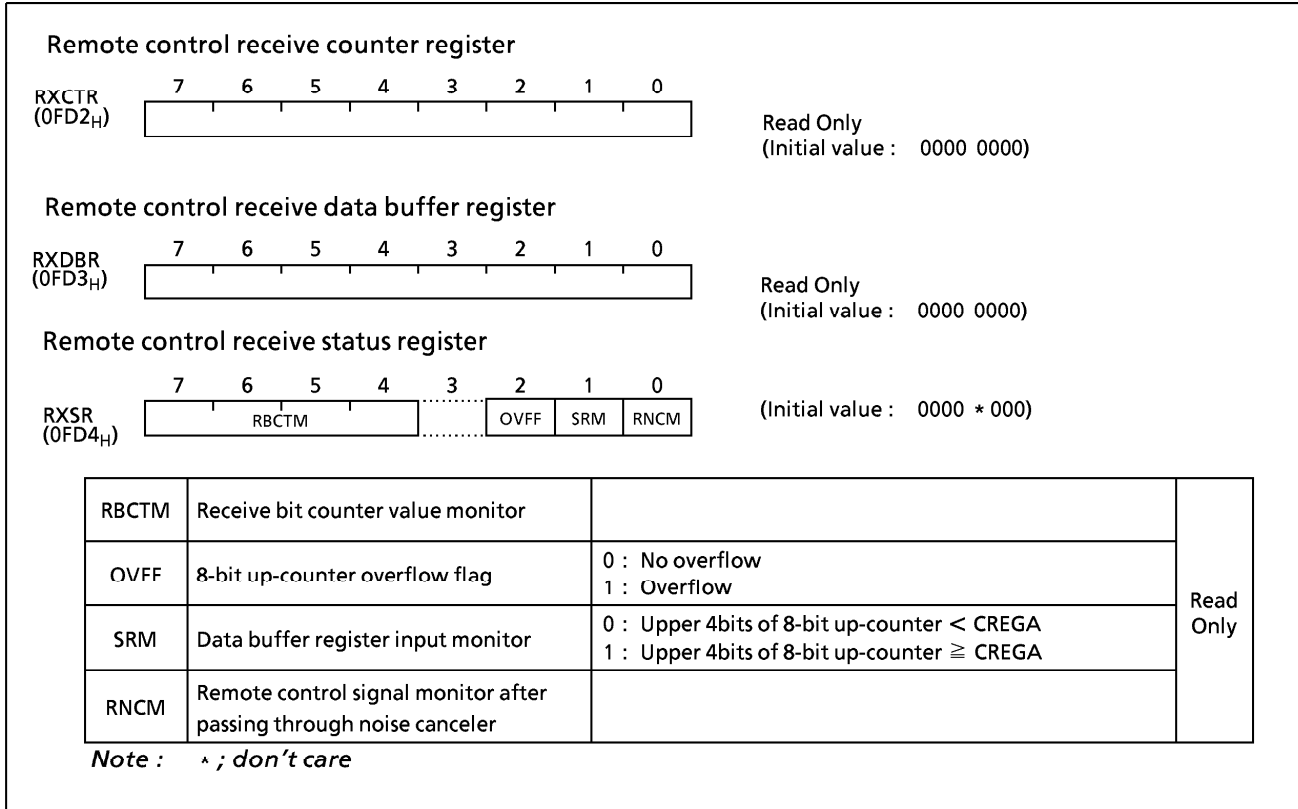 Remote control receive counter register
7 6 5 4 3 2 1 0
RXCTR
(0FD2H)
Read Only
(Initial value : 0000 0000)
Remote control receive data buffer register
7 6 5 4 3 2 1 0
RXDBR
(0FD3H)
Read Only
(Initial value : 0000 0000)
Remote control receive status register
7 6 5 4 3 2 1 0
RXSR
(0FD4H)
RBCTM OVFF SRM RNCM
(Initial value : 0000 * 000)
RBCTM Receive bit counter value monitor
OVFF 8-bit up-counter overflow flag
0 : No overflow
1 : Overflow
SRM Data buffer register input monitor
0 : Upper 4bits of 8-bit up-counter < CREGA
1 : Upper 4bits of 8-bit up-counter ≧ CREGA
RNCM Remote control signal monitor after
passing through noise canceler
Read
Only
Note : * ; don't care